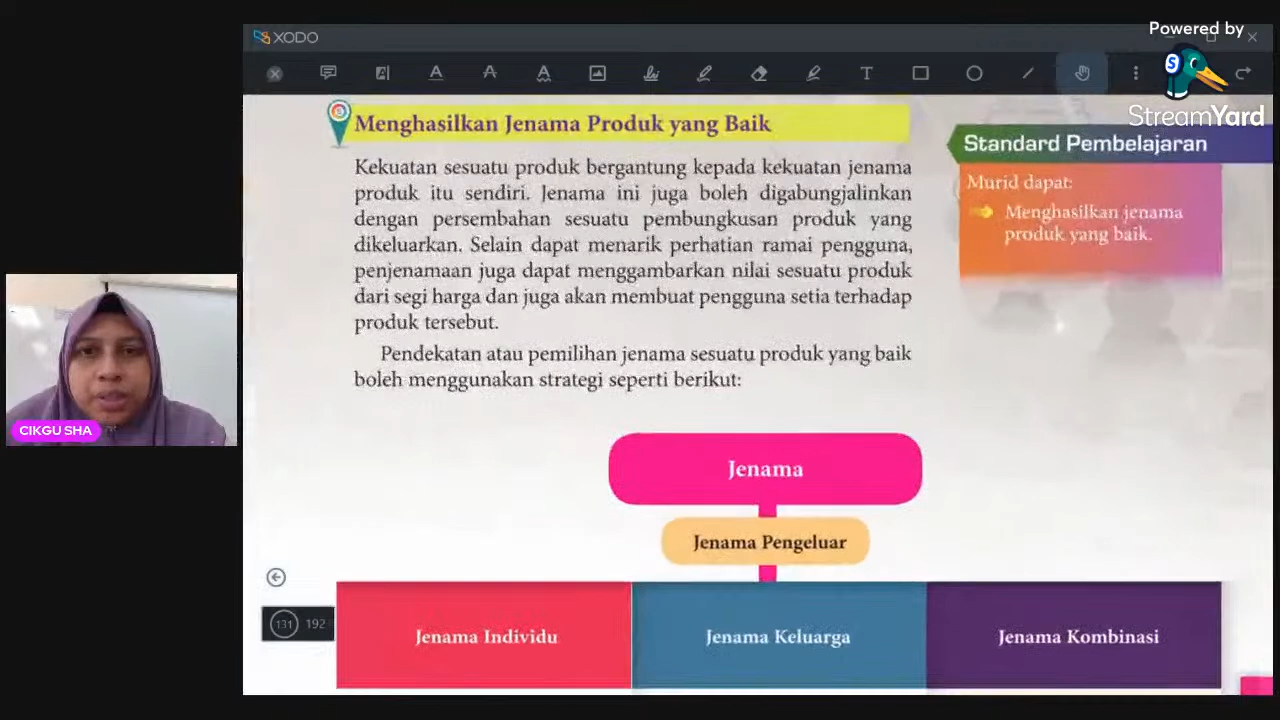 XODO
Powered by
StreamYard
Menghasilkan Jenama Produk yang Baik
Kekuatan sesuatu produk bergantung kepada kekuatan jenama
produk itu sendiri. Jenama ini juga boleh digabungjalinkan
dengan persembahan sesuatu pembungkusan produk yang
dikeluarkan. Selain dapat menarik perhatian ramai pengguna,
penjenamaan juga dapat menggambarkan nilai sesuatu produk
dari segi harga dan juga akan membuat pengguna setia terhadap
produk tersebut.
Pendekatan atau pemilihan jenama sesuatu produk yang baik
boleh menggunakan strategi seperti berikut:
Standard Pembelajaran
Murid dapat:
Menghasilkan jenama
produk yang baik.
CIKGU SHA
Jenama
Jenama Pengeluar
131 192
Jenama Individu
Jenama Keluarga
Jenama Kombinasi